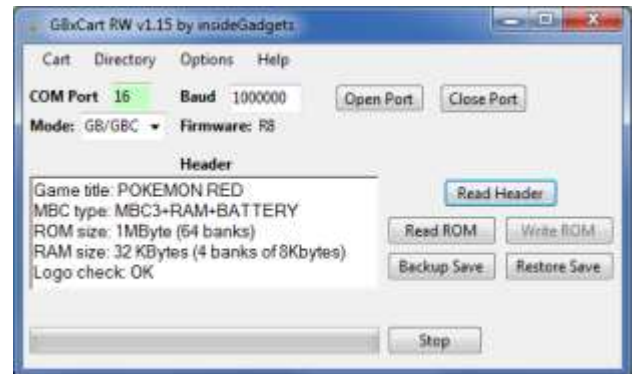 GBxCart RW v1.15 by insideGadgets
Cart Directory Options Help
COM Port 16 Baud 1000000 Open Port Close Port
Mode: GB/GBC Firmware: R8
Header
Game title: POKEMON RED
MBC type: MBC3+RAM+BATTERY
ROM size: 1MByte (64 banks)
RAM size: 32 KBytes (4 banks of 8Kbytes)
Logo check: OK
Read Header
Read ROM Write ROM
Backup Save Restore Save
Stop